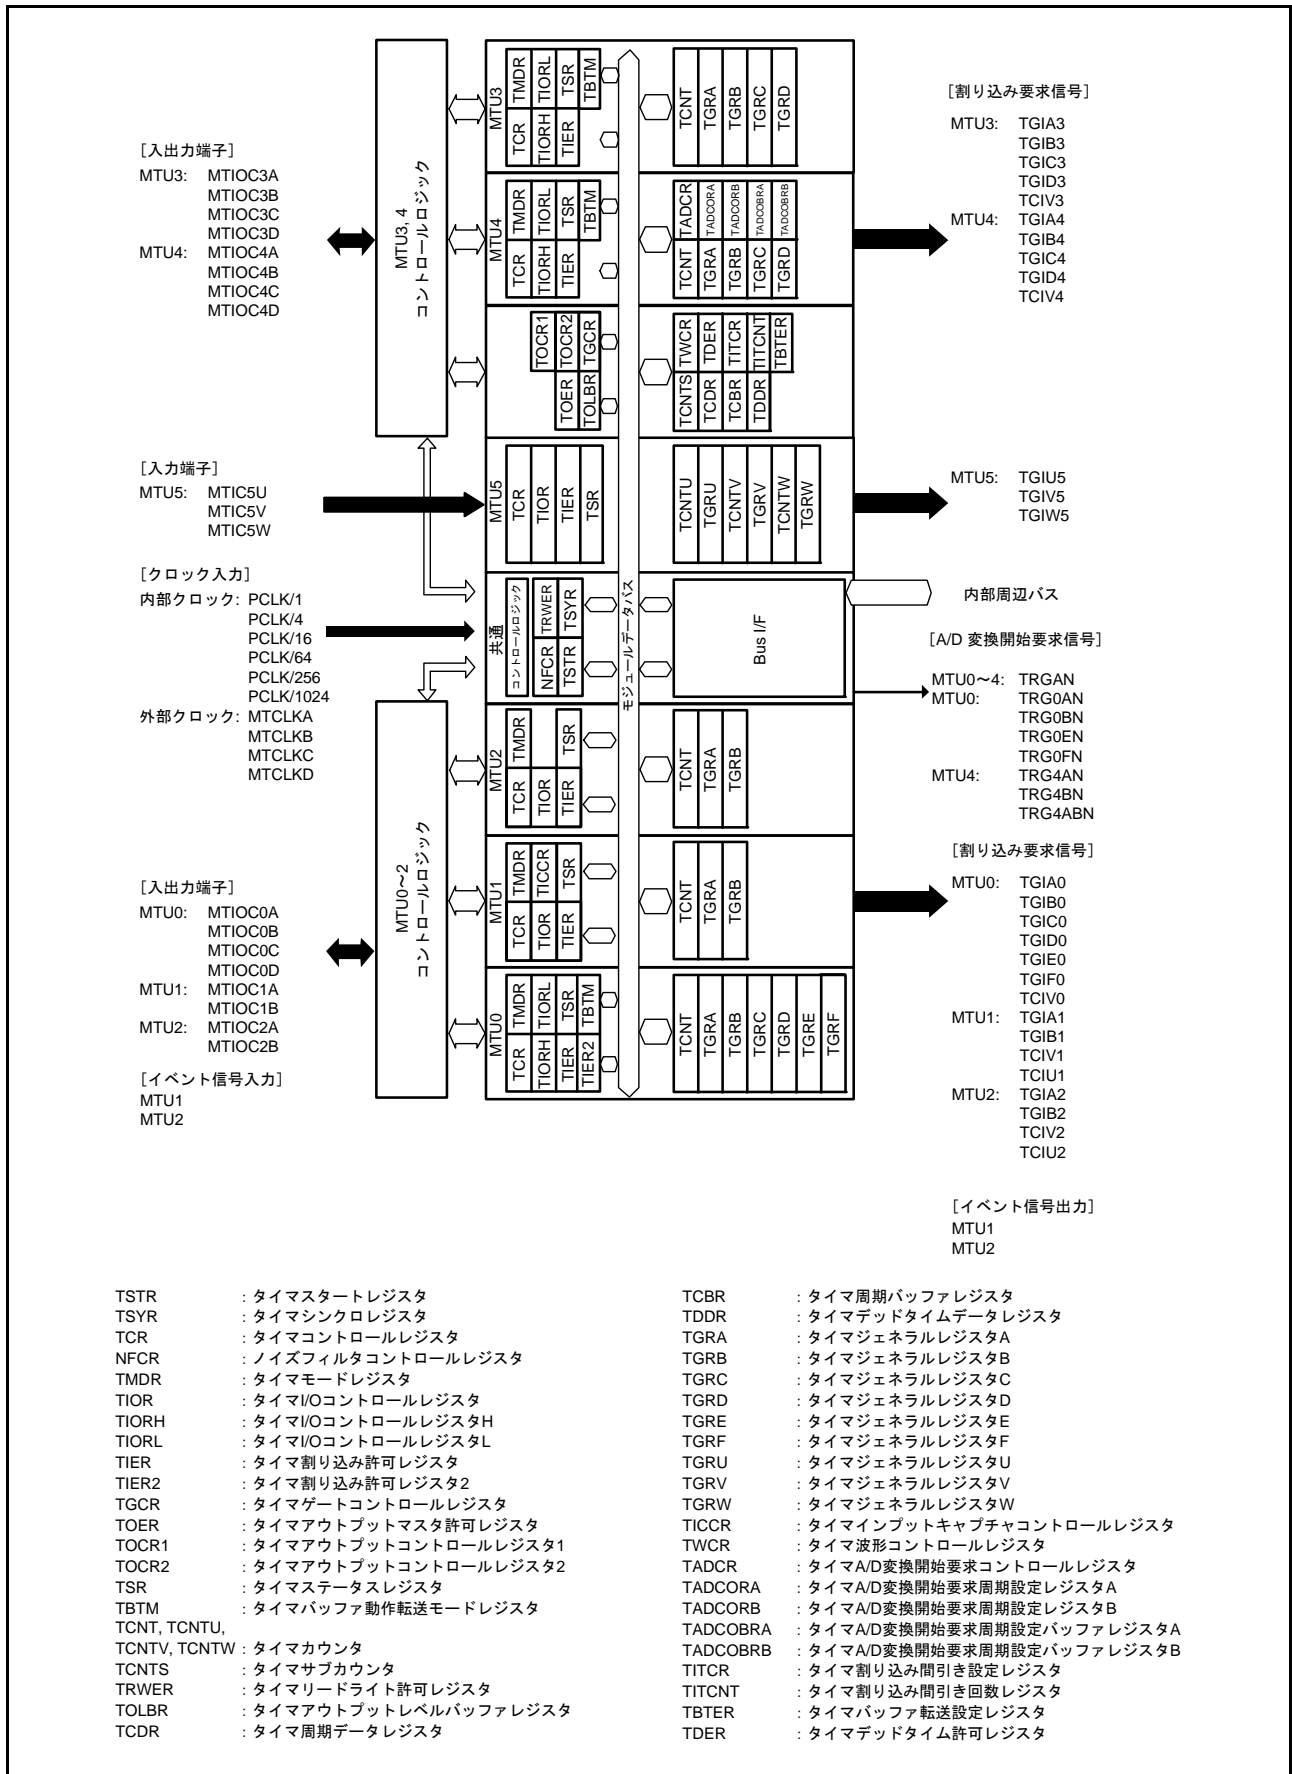 [入出力端子]
MTU3: MTIOC3A
MTIOC3B
MTIOC3C
MTIOC3D
MTU4: MTIOC4A
MTIOC4B
MTIOC4C
MTIOC4D
[入力端子]
MTU5: MTIC5U
MTIC5V
MTIC5W
[クロック入力]
内部クロック: PCLK/1
PCLK/4
PCLK/16
PCLK/64
PCLK/256
PCLK/1024
外部クロック: MTCLKA
MTCLKB
MTCLKC
MTCLKD
[入出力端子]
MTU0: MTIOC0A
MTIOC0B
MTIOC0C
MTIOC0D
MTU1: MTIOC1A
MTIOC1B
MTU2: MTIOC2A
MTIOC2B
[イベント信号入力]
MTU1
MTU2
MTU3, 4
コントロールロジック
MTU0~2
コントロールロジック
MTU3
TMDR
TIORL
TSR
TBTM
TCR
TIORH
TIER
TCNT
TGRA
TGRB
TGRC
TGRD
MTU4
TMDR
TIORL
TSR
TBTM
TCR
TIORH
TIER
TADCR
TADCORA
TADCORB
TADCOBRA
TADCOBRB
TCNT
TGRA
TGRB
TGRC
TGRD
TOCR1
TOCR2
TGCR
TOER
TOLBR
TWCR
TDER
TITCR
TITCNT
TBTER
TCNTS
TCDR
TCBR
TDDR
MTU5
TCR
TIOR
TIER
TSR
TCNTU
TGRU
TCNTV
TGRV
TCNTW
TGRW
共通
コントロールロジック
TRWER
TSYR
NFCR
TSTR
モジュールデータバス
Bus I/F
MTU2
TMDR
TSR
TCR
TIOR
TIER
TCNT
TGRA
TGRB
MTU1
TMDR
TICCR
TSR
TCR
TIOR
TIER
TCNT
TGRA
TGRB
MTU0
TMDR
TIORL
TSR
TBTM
TCR
TIORH
TIER
TIER2
TCNT
TGRA
TGRB
TGRC
TGRD
TGRE
TGRF
[割り込み要求信号]
MTU3: TGIA3
TGIB3
TGIC3
TGID3
TCIV3
MTU4: TGIA4
TGIB4
TGIC4
TGID4
TCIV4
MTU5: TGIU5
TGIV5
TGIW5
内部周辺バス
[A/D 変換開始要求信号]
MTU0~4: TRGAN
MTU0: TRG0AN
TRG0BN
TRG0EN
TRG0FN
MTU4: TRG4AN
TRG4BN
TRG4ABN
[割り込み要求信号]
MTU0: TGIA0
TGIB0
TGIC0
TGID0
TGIE0
TGIF0
TCIV0
MTU1: TGIA1
TGIB1
TCIV1
TCIU1
MTU2: TGIA2
TGIB2
TCIV2
TCIU2
[イベント信号出力]
MTU1
MTU2
TSTR : タイマスタートレジスタ
TSYR : タイマシンクロレジスタ
TCR : タイマコントロールレジスタ
NFCR : ノイズフィルタコントロールレジスタ
TMDR : タイマモードレジスタ
TIOR : タイマI/Oコントロールレジスタ
TIORH : タイマI/OコントロールレジスタH
TIORL : タイマI/OコントロールレジスタL
TIER : タイマ割り込み許可レジスタ
TIER2 : タイマ割り込み許可レジスタ2
TGCR : タイマゲートコントロールレジスタ
TOER : タイマアウトプットマスタ許可レジスタ
TOCR1 : タイマアウトプットコントロールレジスタ1
TOCR2 : タイマアウトプットコントロールレジスタ2
TSR : タイマステータスレジスタ
TBTM : タイマバッファ動作転送モードレジスタ
TCNT, TCNTU,
TCNTV, TCNTW : タイマカウンタ
TCNTS : タイマサブカウンタ
TRWER : タイマリードライト許可レジスタ
TOLBR : タイマアウトプットレベルバッファレジスタ
TCDR : タイマ周期データレジスタ
TCBR : タイマ周期バッファレジスタ
TDDR : タイマデッドタイムデータレジスタ
TGRA : タイマジェネラルレジスタA
TGRB : タイマジェネラルレジスタB
TGRC : タイマジェネラルレジスタC
TGRD : タイマジェネラルレジスタD
TGRE : タイマジェネラルレジスタE
TGRF : タイマジェネラルレジスタF
TGRU : タイマジェネラルレジスタU
TGRV : タイマジェネラルレジスタV
TGRW : タイマジェネラルレジスタW
TICCR : タイマインプットキャプチャコントロールレジスタ
TWCR : タイマ波形コントロールレジスタ
TADCR : タイマA/D変換開始要求コントロールレジスタ
TADCORA : タイマA/D変換開始要求周期設定レジスタA
TADCORB : タイマA/D変換開始要求周期設定レジスタB
TADCOBRA : タイマA/D変換開始要求周期設定バッファレジスタA
TADCOBRB : タイマA/D変換開始要求周期設定バッファレジスタB
TITCR : タイマ割り込み間引き設定レジスタ
TITCNT : タイマ割り込み間引き回数レジスタ
TBTER : タイマバッファ転送設定レジスタ
TDER : タイマデッドタイム許可レジスタ